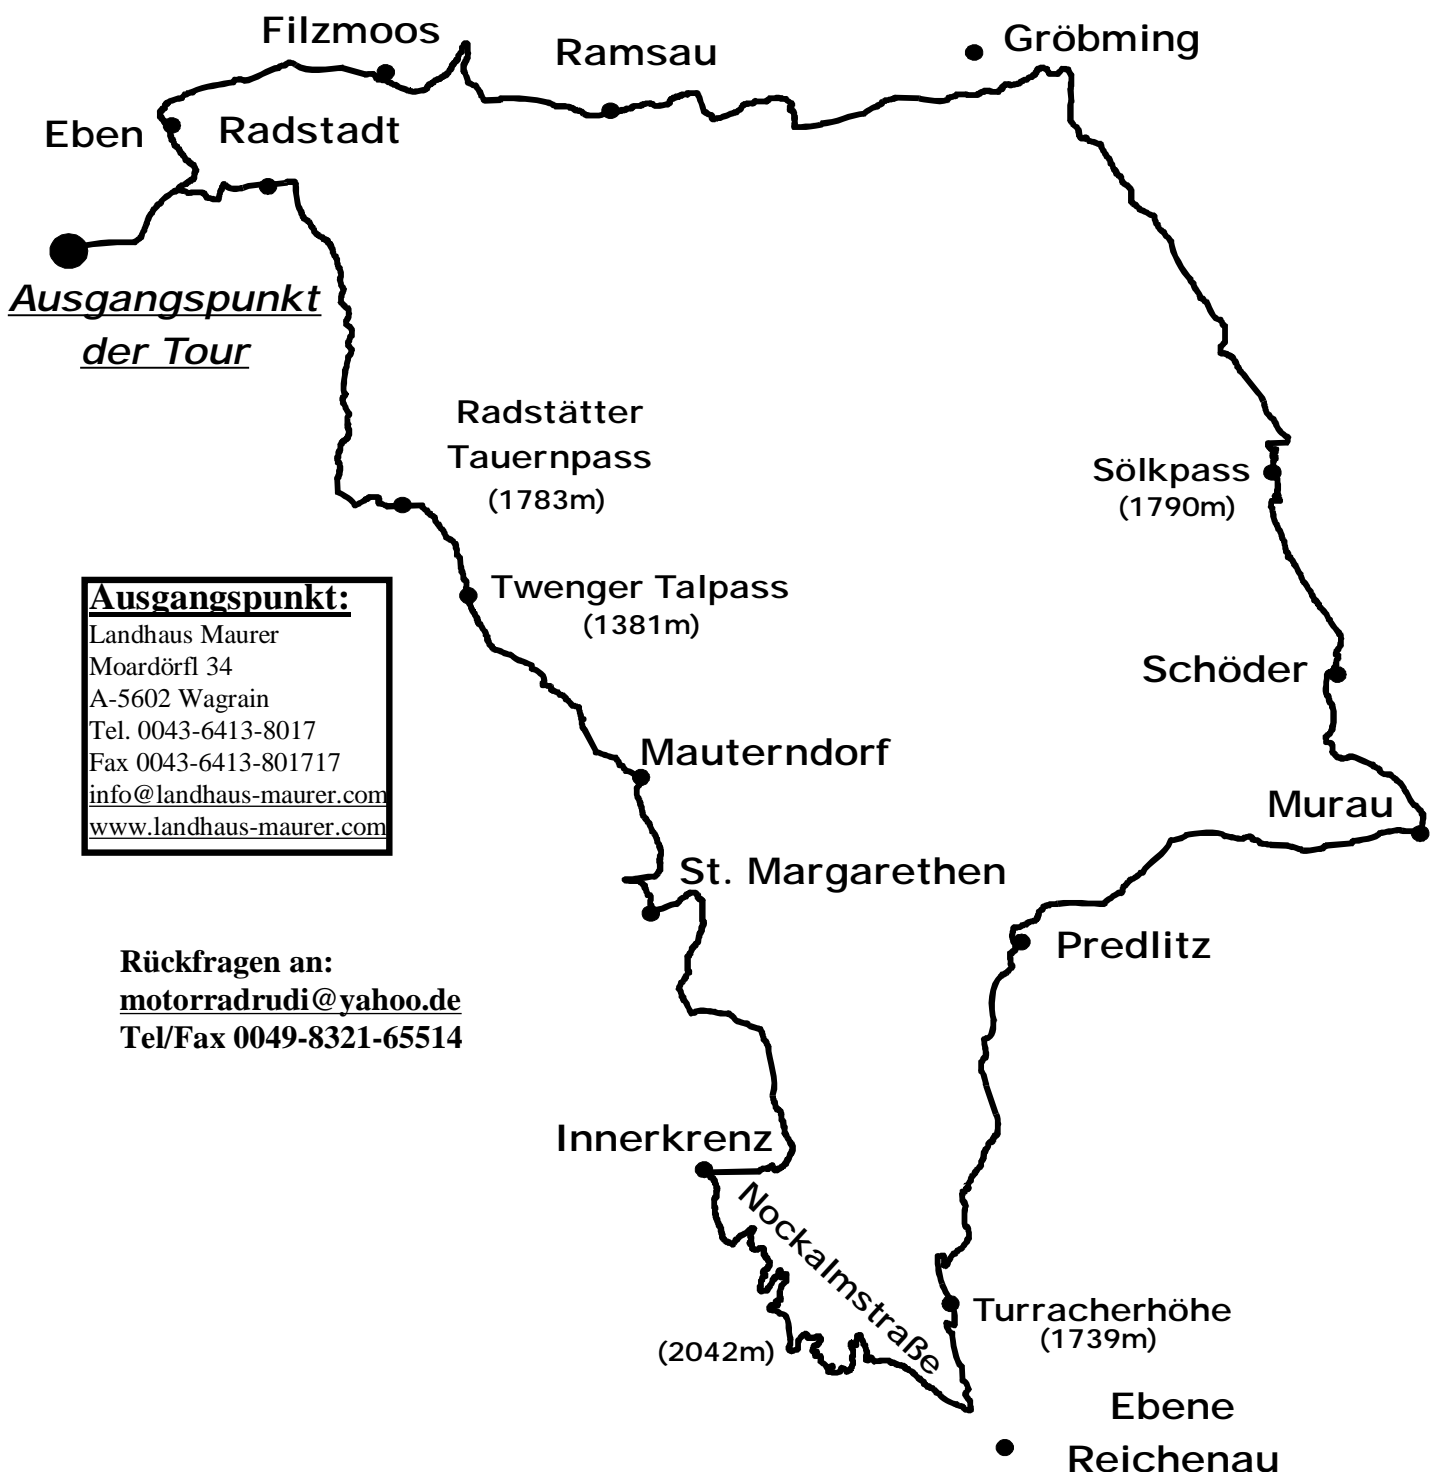 Filzmoos
Ramsau
Gröbming
Eben
Radstadt
Ausgangspunkt
der Tour
Radstätter
Tauernpass
(1783m)
Sölkpass
(1790m)
Ausgangspunkt:
Landhaus Maurer
Moardörfl 34
A-5602 Wagrain
Tel. 0043-6413-8017
Fax 0043-6413-801717
info@landhaus-maurer.com
www.landhaus-maurer.com
Twenger Talpass
(1381m)
Schöder
Mauterndorf
Murau
St. Margarethen
Predlitz
Rückfragen an:
motorradrudi@yahoo.de
Tel/Fax 0049-8321-65514
Innerkrenz
Nockalmstraße
Turracherhöhe
(1739m)
(2042m)
Ebene
Reichenau